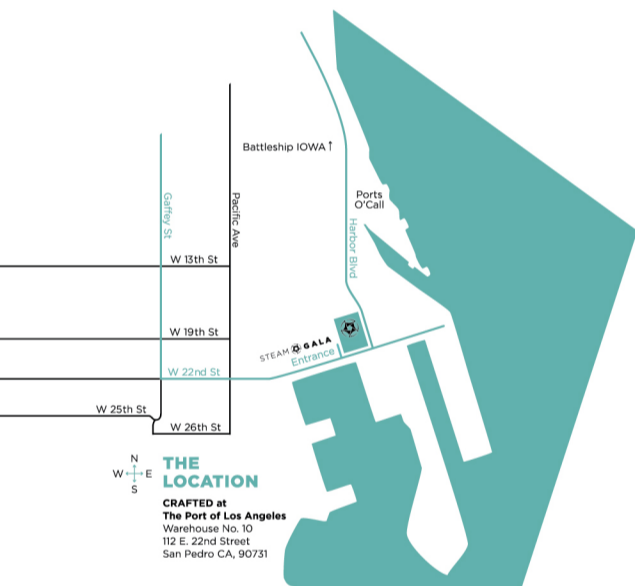 Battleship IOWA↑
Ports
O'Call
Gaffey St
Pacific Ave
Harbor Blvd
W 13th St
W 19th St
STEAM GALA
Entrance
W 22nd St
W 25th St
W 26th St
N
W E
S
THE
LOCATION
CRAFTED at
The Port of Los Angeles
Warehouse No. 10
112 E. 22nd Street
San Pedro CA, 90731